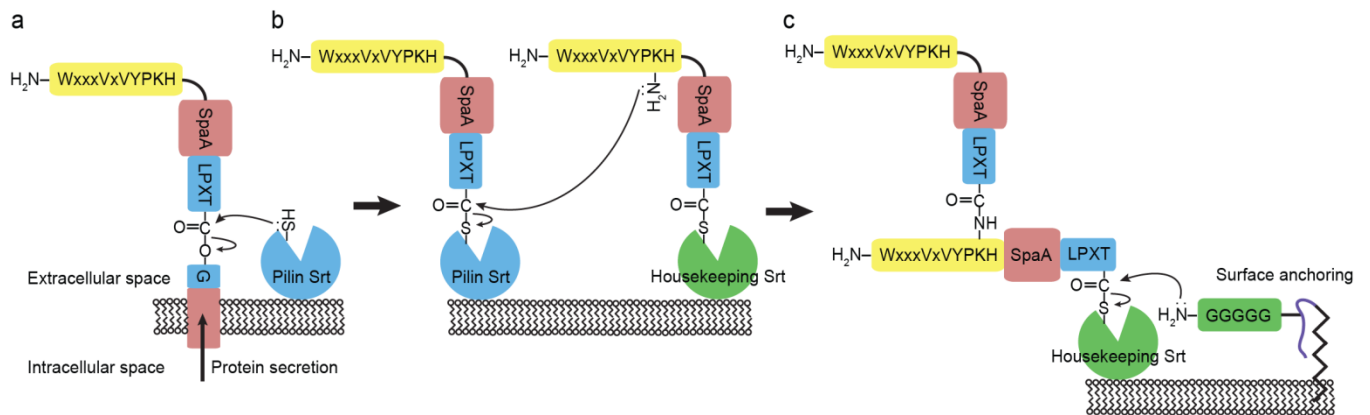 a
H₂N–
WxxxVxVYPKH
SpaA
LPXT
O=C
O
HS:
G
Pilin Srt
Extracellular space
Intracellular space
Protein secretion
b
H₂N–
WxxxVxVYPKH
SpaA
LPXT
O=C
S
Pilin Srt
H₂N–
WxxxVxVYPKH
:NH₂
SpaA
LPXT
O=C
S
Housekeeping Srt
c
H₂N–
WxxxVxVYPKH
SpaA
LPXT
O=C
NH
H₂N–
WxxxVxVYPKH
SpaA
LPXT
O=C
S
Housekeeping Srt
H₂N̈–
GGGGG
Surface anchoring